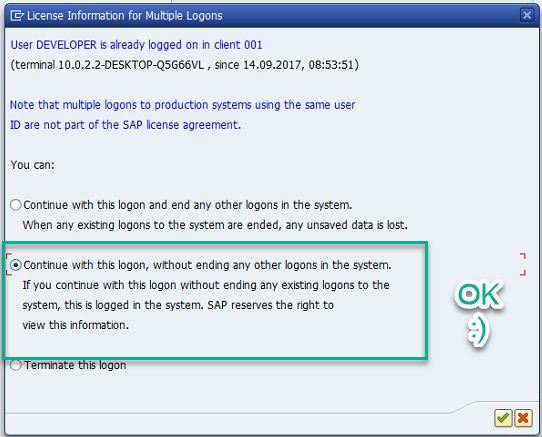 License Information for Multiple Logons
User DEVELOPER is already logged on in client 001
(terminal 10.0.2.2-DESKTOP-Q5G66VL , since 14.09.2017, 08:53:51)
Note that multiple logons to production systems using the same user
ID are not part of the SAP license agreement.
You can:
Continue with this logon and end any other logons in the system.
When any existing logons to the system are ended, any unsaved data is lost.
Continue with this logon, without ending any other logons in the system.
If you continue with this logon without ending any existing logons to the
system, this is logged in the system. SAP reserves the right to
view this information.
OK
:)
Terminate this logon